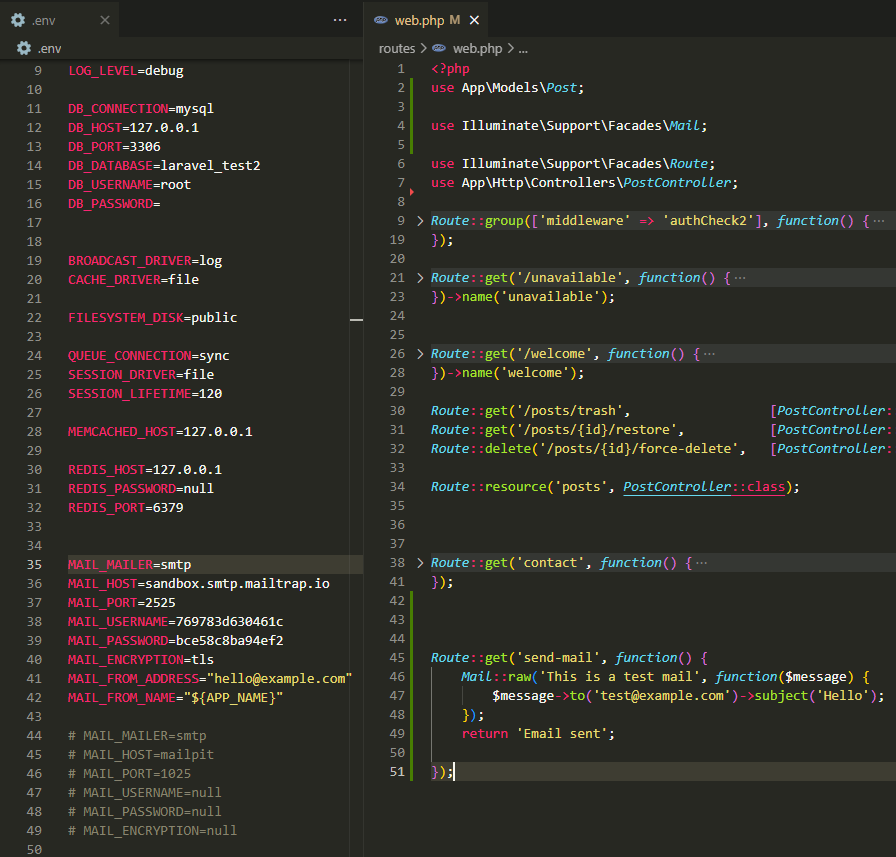 .env
web.php M
.env
routes > web.php > ...
9 LOG_LEVEL=debug
10
11 DB_CONNECTION=mysql
12 DB_HOST=127.0.0.1
13 DB_PORT=3306
14 DB_DATABASE=laravel_test2
15 DB_USERNAME=root
16 DB_PASSWORD=
17
18
19 BROADCAST_DRIVER=log
20 CACHE_DRIVER=file
21
22 FILESYSTEM_DISK=public
23
24 QUEUE_CONNECTION=sync
25 SESSION_DRIVER=file
26 SESSION_LIFETIME=120
27
28 MEMCACHED_HOST=127.0.0.1
29
30 REDIS_HOST=127.0.0.1
31 REDIS_PASSWORD=null
32 REDIS_PORT=6379
33
34
35 MAIL_MAILER=smtp
36 MAIL_HOST=sandbox.smtp.mailtrap.io
37 MAIL_PORT=2525
38 MAIL_USERNAME=769783d630461c
39 MAIL_PASSWORD=bce58c8ba94ef2
40 MAIL_ENCRYPTION=tls
41 MAIL_FROM_ADDRESS="hello@example.com"
42 MAIL_FROM_NAME="${APP_NAME}"
43
44 # MAIL_MAILER=smtp
45 # MAIL_HOST=mailpit
46 # MAIL_PORT=1025
47 # MAIL_USERNAME=null
48 # MAIL_PASSWORD=null
49 # MAIL_ENCRYPTION=null
50
1 <?php
2 use App\Models\Post;
3
4 use Illuminate\Support\Facades\Mail;
5
6 use Illuminate\Support\Facades\Route;
7 use App\Http\Controllers\PostController;
8
9 Route::group(['middleware' => 'authCheck2'], function() {···
19 });
20
21 Route::get('/unavailable', function() {···
23 })->name('unavailable');
24
25
26 Route::get('/welcome', function() {···
28 })->name('welcome');
29
30 Route::get('/posts/trash', [PostController:
31 Route::get('/posts/{id}/restore', [PostController:
32 Route::delete('/posts/{id}/force-delete', [PostController:
33
34 Route::resource('posts', PostController::class);
35
36
37
38 Route::get('contact', function() {···
41 });
42
43
44
45 Route::get('send-mail', function() {
46 Mail::raw('This is a test mail', function($message) {
47 $message->to('test@example.com')->subject('Hello');
48 });
49 return 'Email sent';
50
51 });